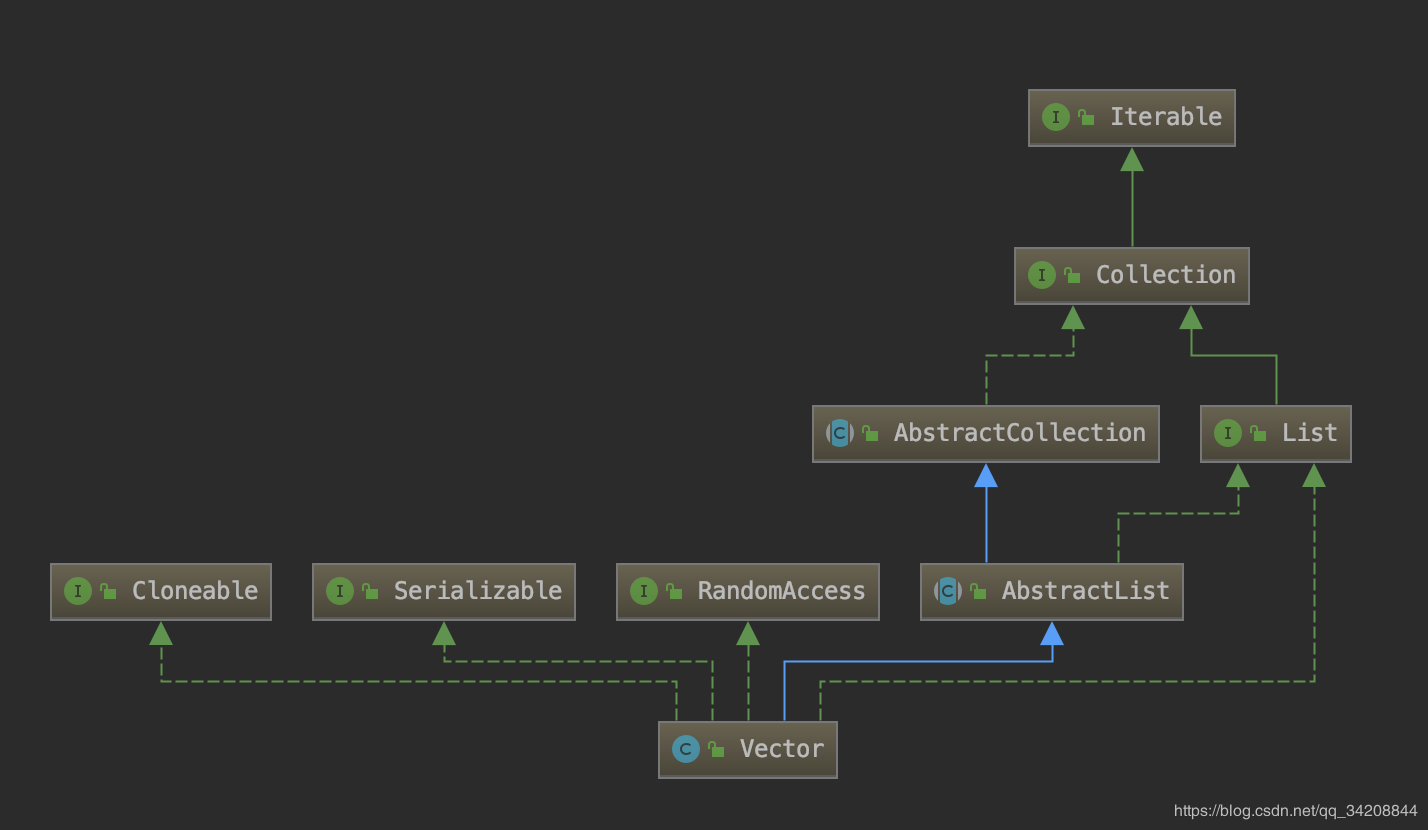 I Iterable
I Collection
C AbstractCollection
I List
I Cloneable
I Serializable
I RandomAccess
C AbstractList
C Vector
https://blog.csdn.net/qq_34208844